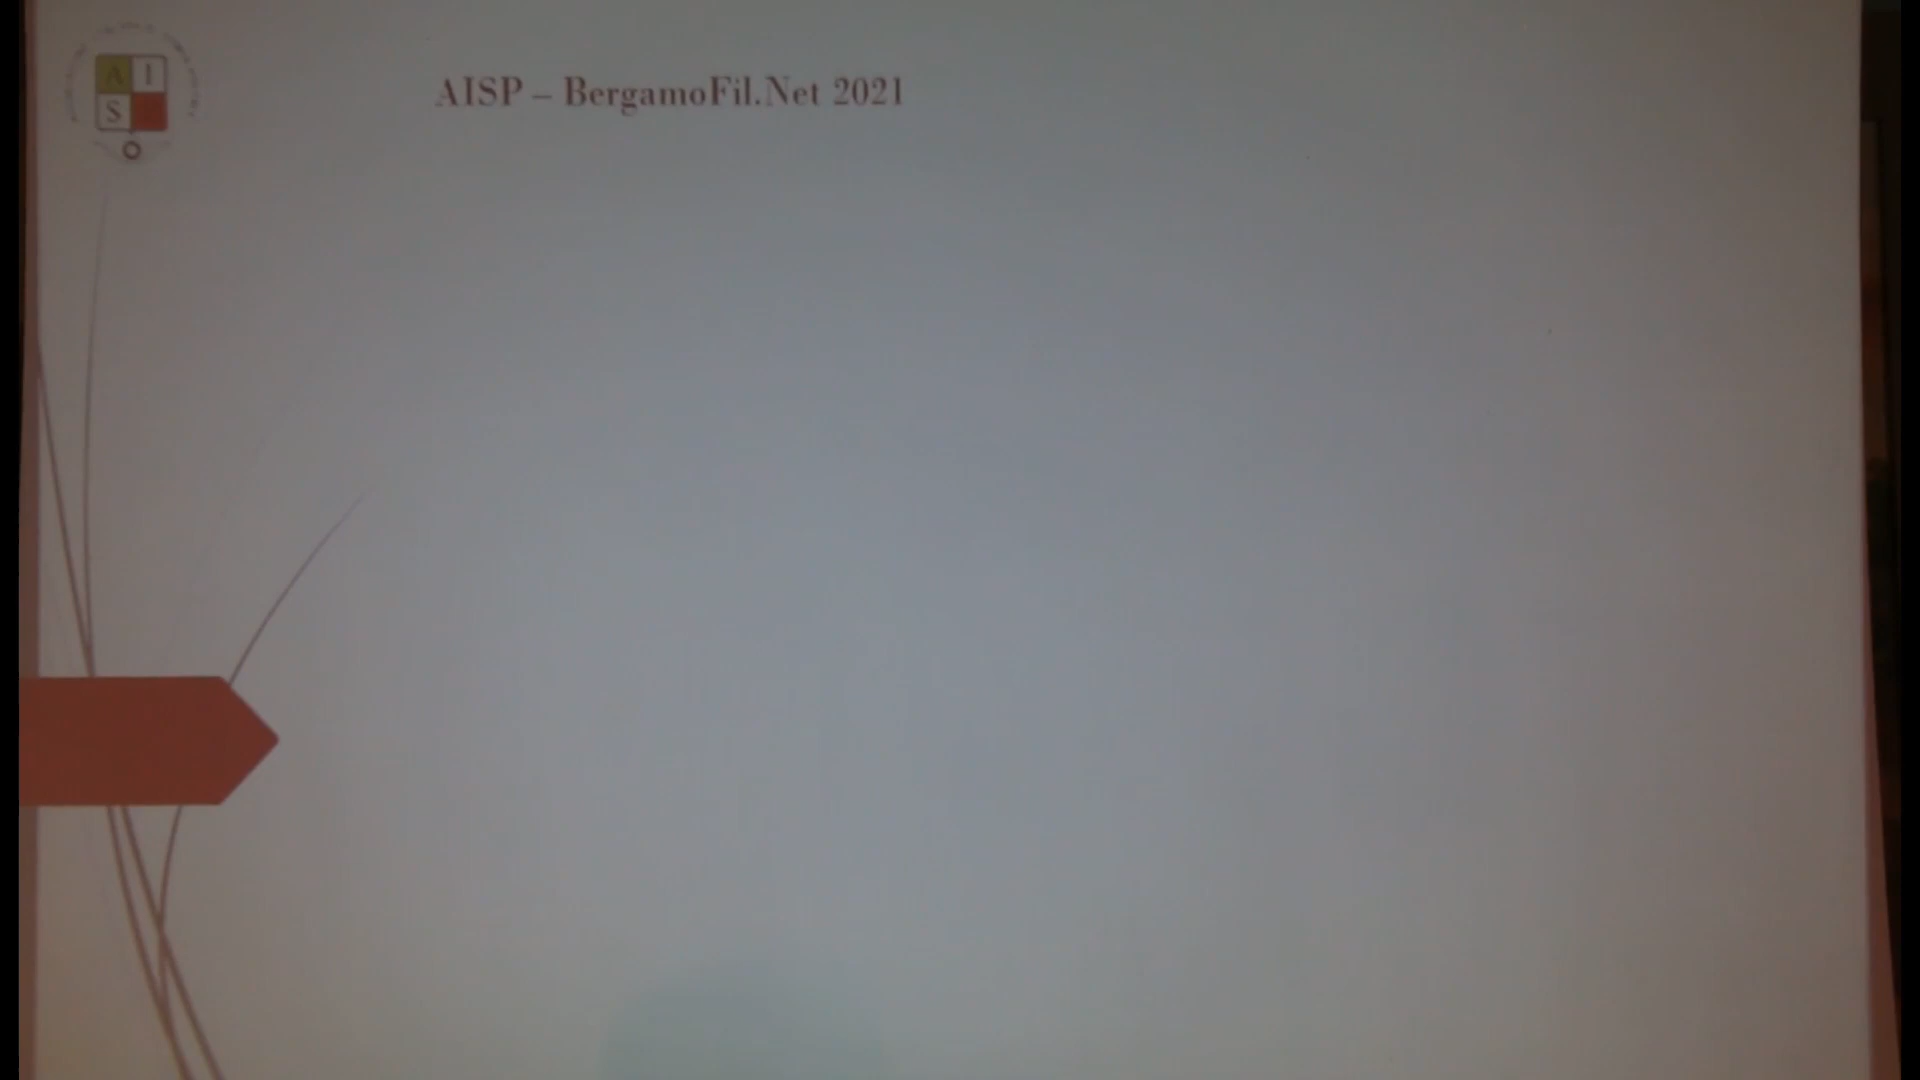 A I
S
AISP – BergamoFil.Net 2021